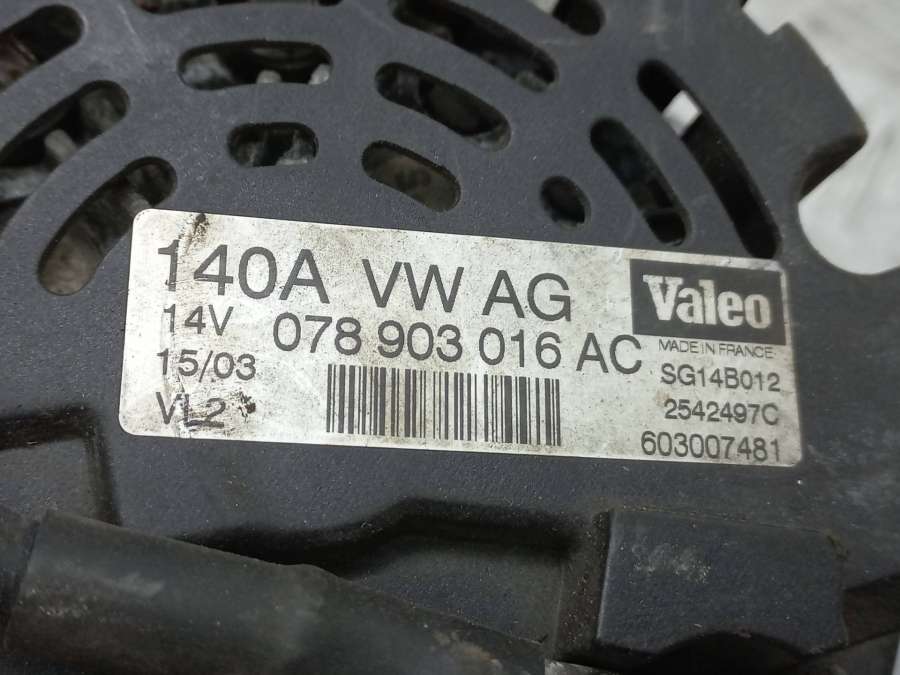 140A VW AG
14V 078 903 016 AC
15/03
VL2
Valeo
MADE IN FRANCE
SG14B012
2542497C
603007481